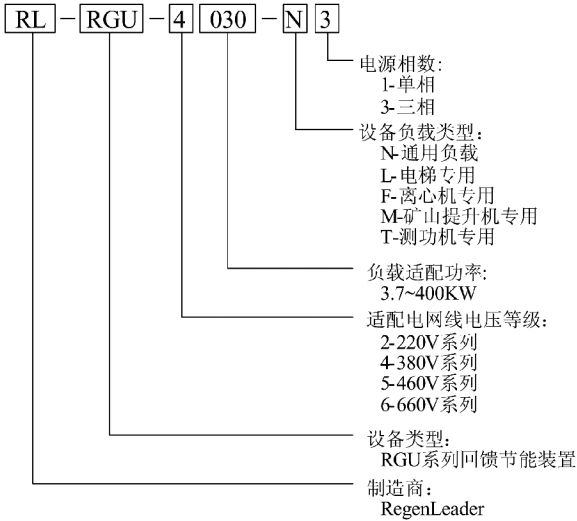 RL-RGU-4 030-N 3
电源相数:
1-单相
3-三相
设备负载类型:
N-通用负载
L-电梯专用
F-离心机专用
M-矿山提升机专用
T-测功机专用
负载适配功率:
3.7~400KW
适配电网线电压等级:
2-220V系列
4-380V系列
5-460V系列
6-660V系列
设备类型:
RGU系列回馈节能装置
制造商:
RegenLeader